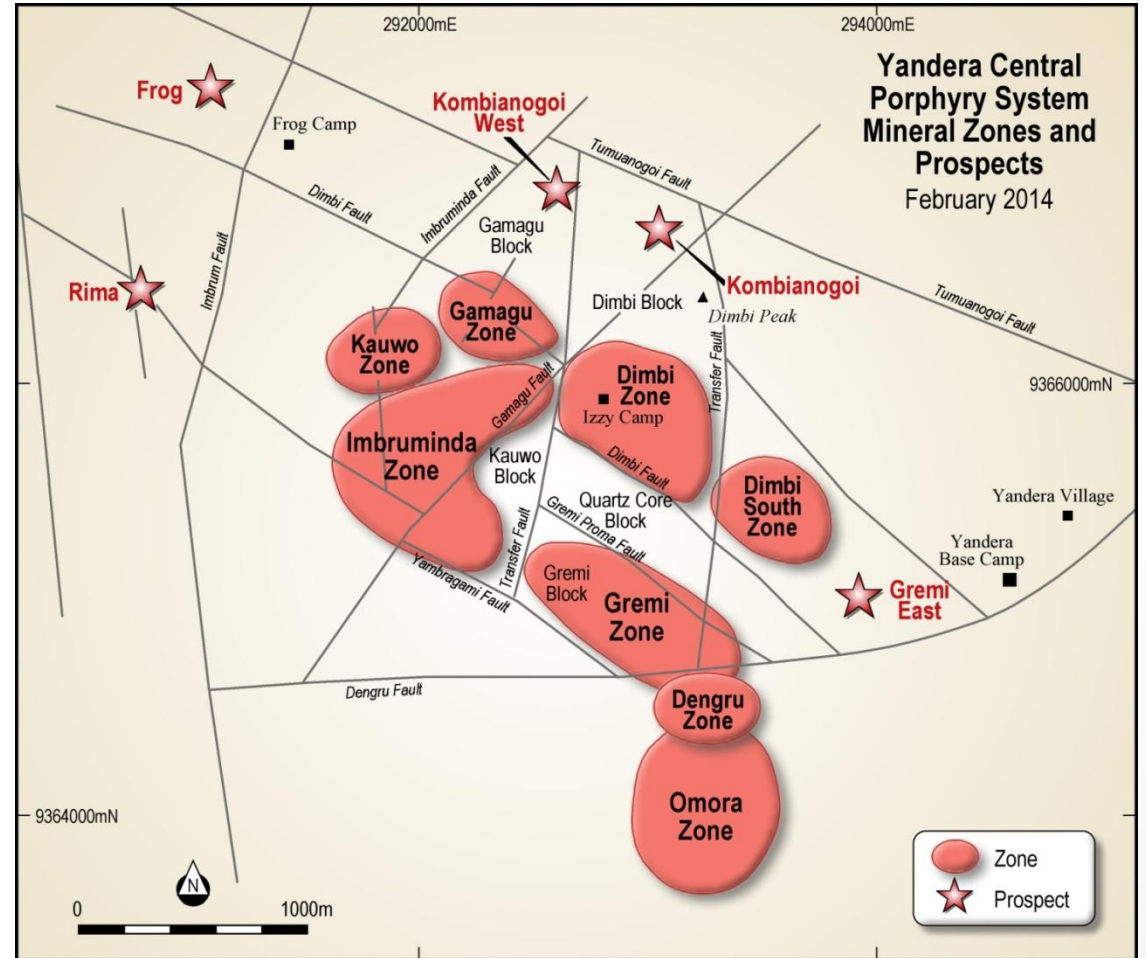 292000mE
294000mE
Yandera Central
Porphyry System
Mineral Zones and
Prospects
February 2014
Frog
Frog Camp
Kombianogoi
West
Tumuanogoi Fault
Dimbi Fault
Imbruminda Fault
Gamagu
Block
Imbrum Fault
Rima
Kombianogoi
Dimbi Block
Dimbi Peak
Tumuanogoi Fault
Gamagu
Zone
Kauwo
Zone
Transfer Fault
Dimbi
Zone
Izzy Camp
9366000mN
Gamagu Fault
Imbruminda
Zone
Kauwo
Block
Dimbi Fault
Quartz Core
Block
Dimbi
South
Zone
Yandera Village
Yandera
Base Camp
Gremi Proma Fault
Transfer Fault
Yambragami Fault
Gremi
Block
Gremi
Zone
Gremi
East
Dengru Fault
Dengru
Zone
Omora
Zone
9364000mN
N
0
1000m
Zone
Prospect